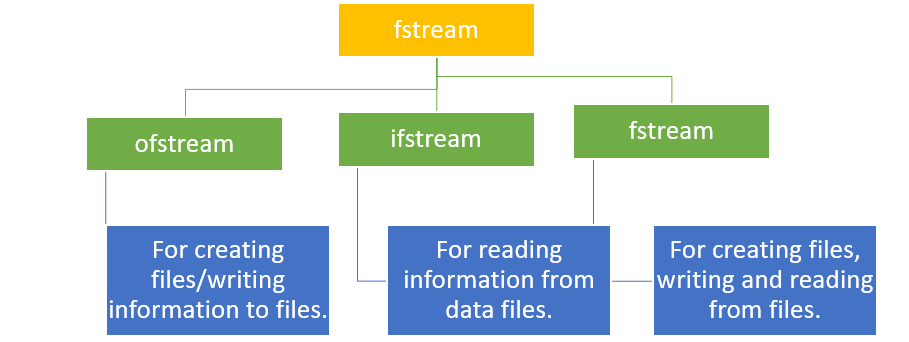 fstream
ofstream
ifstream
fstream
For creating
files/writing
information to files.
For reading
information from
data files.
For creating files,
writing and reading
from files.